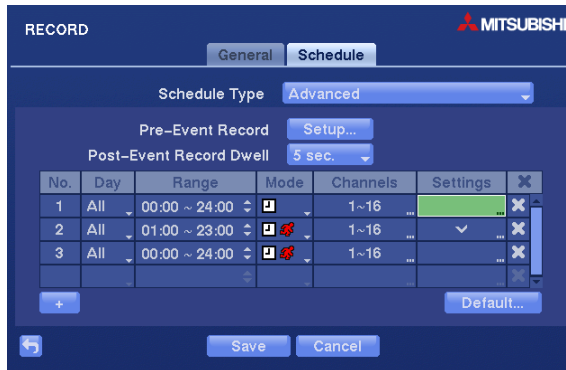 RECORD
MITSUBISHI
General Schedule
Schedule Type Advanced
Pre-Event Record Setup...
Post-Event Record Dwell 5 sec.
No. Day Range Mode Channels Settings
1 All 00:00 ~ 24:00 1~16 ...
2 All 01:00 ~ 23:00 1~16 ...
3 All 00:00 ~ 24:00 1~16 ...
+ Default...
Save Cancel